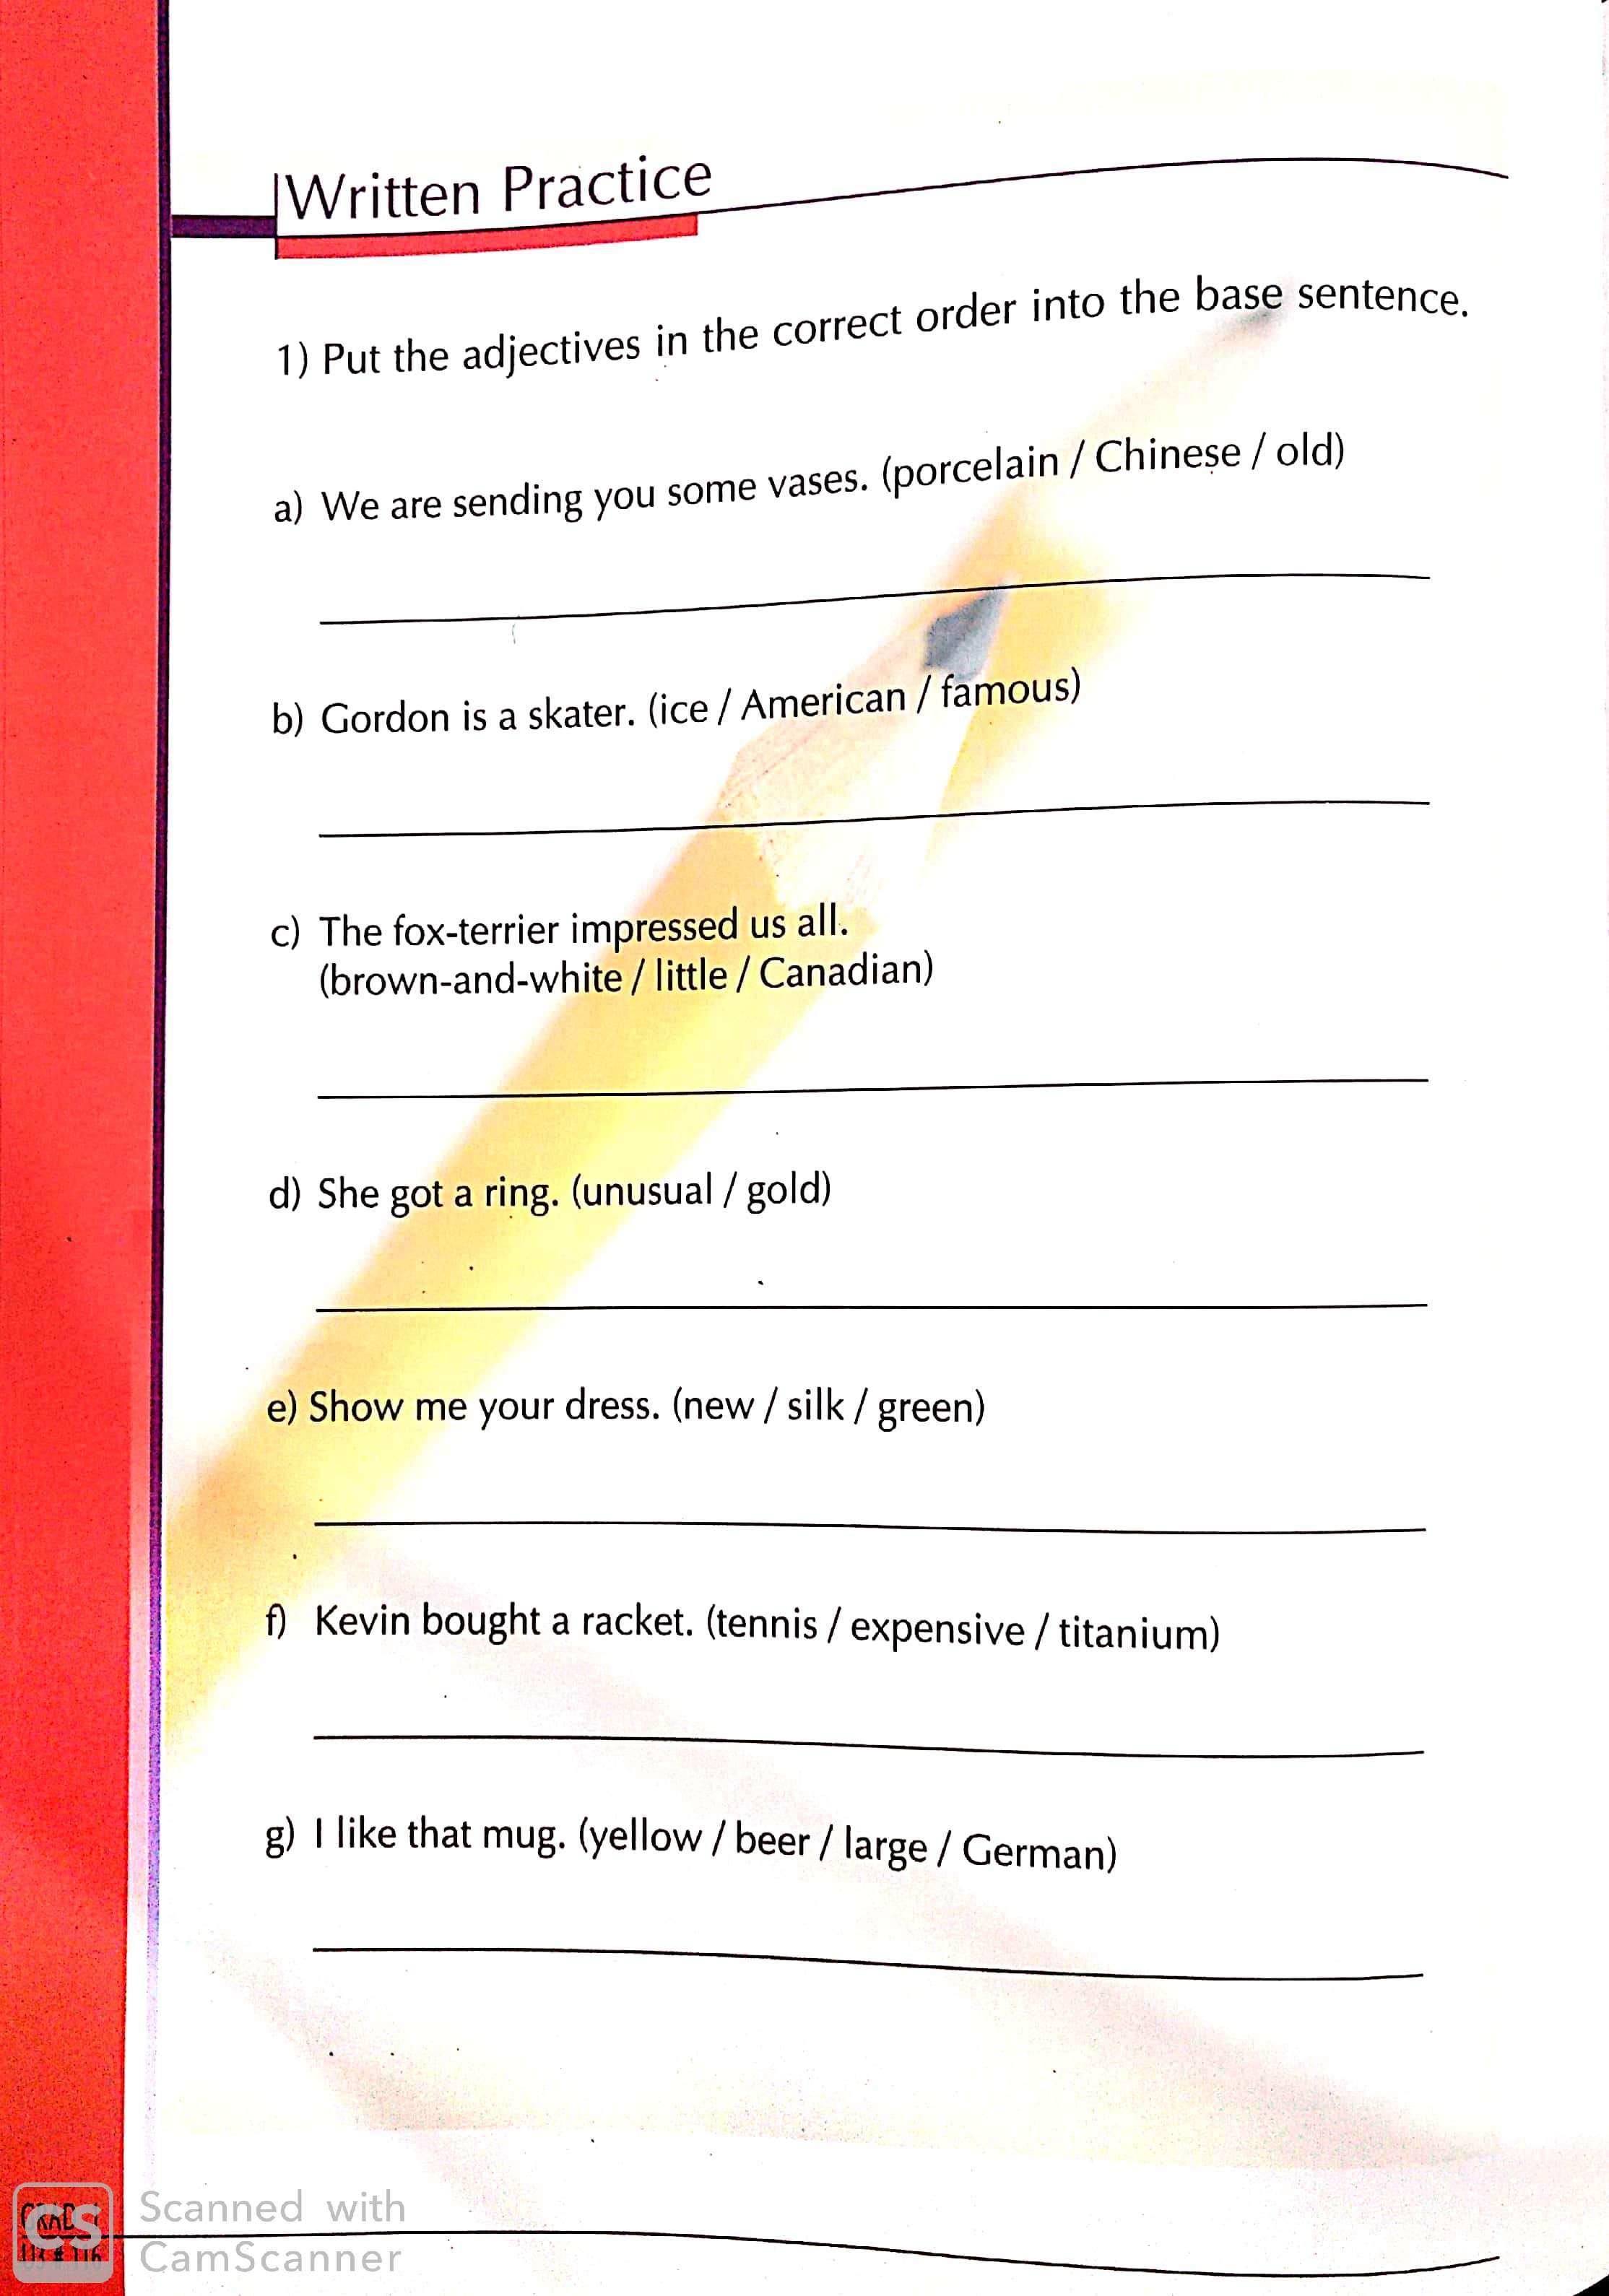 Written Practice
1) Put the adjectives in the correct order into the base sentence.
a) We are sending you some vases. (porcelain / Chinese / old)
b) Gordon is a skater. (ice / American / famous)
c) The fox-terrier impressed us all.
(brown-and-white / little / Canadian)
d) She got a ring. (unusual / gold)
e) Show me your dress. (new / silk / green)
f) Kevin bought a racket. (tennis / expensive / titanium)
g) I like that mug. (yellow / beer / large / German)
CS
Scanned with
CamScanner